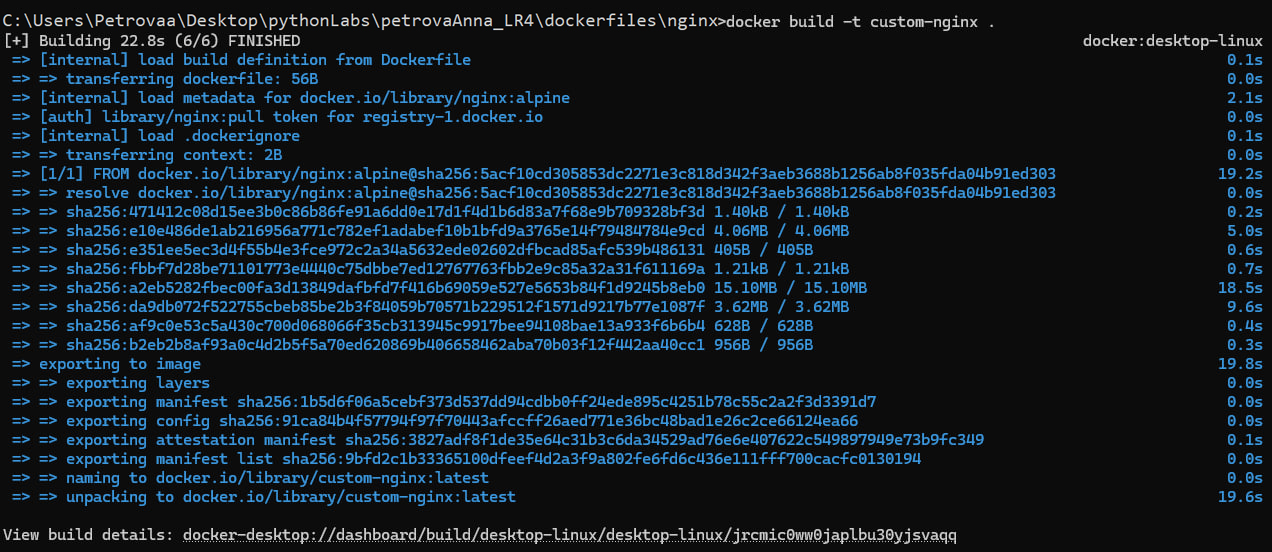 C:\Users\Petrovaa\Desktop\pythonLabs\petrovaAnna_LR4\dockerfiles\nginx>docker build -t custom-nginx .
[+] Building 22.8s (6/6) FINISHED docker:desktop-linux
=> [internal] load build definition from Dockerfile 0.1s
=> => transferring dockerfile: 56B 0.0s
=> [internal] load metadata for docker.io/library/nginx:alpine 2.1s
=> [auth] library/nginx:pull token for registry-1.docker.io 0.0s
=> [internal] load .dockerignore 0.1s
=> => transferring context: 2B 0.0s
=> [1/1] FROM docker.io/library/nginx:alpine@sha256:5acf10cd305853dc2271e3c818d342f3aeb3688b1256ab8f035fda04b91ed303 19.2s
=> => resolve docker.io/library/nginx:alpine@sha256:5acf10cd305853dc2271e3c818d342f3aeb3688b1256ab8f035fda04b91ed303 0.0s
=> => sha256:471412c08d15ee3b0c86b86fe91a6dd0e17d1f4d1b6d83a7f68e9b709328bf3d 1.40kB / 1.40kB 0.2s
=> => sha256:e10e486de1ab216956a771c782ef1adabef10b1bfd9a3765e14f79484784e9cd 4.06MB / 4.06MB 5.0s
=> => sha256:e351ee5ec3d4f55b4e3fce972c2a34a5632ede02602dfbcad85afc539b486131 405B / 405B 0.6s
=> => sha256:fbbf7d28be71101773e4440c75dbbe7ed12767763fbb2e9c85a32a31f611169a 1.21kB / 1.21kB 0.7s
=> => sha256:a2eb5282fbec00fa3d13849dafbfd7f416b69059e527e5653b84f1d9245b8eb0 15.10MB / 15.10MB 18.5s
=> => sha256:da9db072f522755cbeb85be2b3f84059b70571b229512f1571d9217b77e1087f 3.62MB / 3.62MB 9.6s
=> => sha256:af9c0e53c5a430c700d068066f35cb313945c9917bee94108bae13a933f6b6b4 628B / 628B 0.4s
=> => sha256:b2eb2b8af93a0c4d2b5f5a70ed620869b406658462aba70b03f12f442aa40cc1 956B / 956B 0.3s
=> exporting to image 19.8s
=> => exporting layers 0.0s
=> => exporting manifest sha256:1b5d6f06a5cebf373d537dd94cdbb0ff24ede895c4251b78c55c2a2f3d3391d7 0.0s
=> => exporting config sha256:91ca84b4f57794f97f70443afccff26aed771e36bc48bad1e26c2ce66124ea66 0.0s
=> => exporting attestation manifest sha256:3827adf8f1de35e64c31b3c6da34529ad76e6e407622c549897949e73b9fc349 0.1s
=> => exporting manifest list sha256:9bfd2c1b33365100dfeef4d2a3f9a802fe6fd6c436e111fff700cacfc0130194 0.0s
=> => naming to docker.io/library/custom-nginx:latest 0.0s
=> => unpacking to docker.io/library/custom-nginx:latest 19.6s
View build details: docker-desktop://dashboard/build/desktop-linux/desktop-linux/jrcmic0ww0japlbu30yjsvaqq